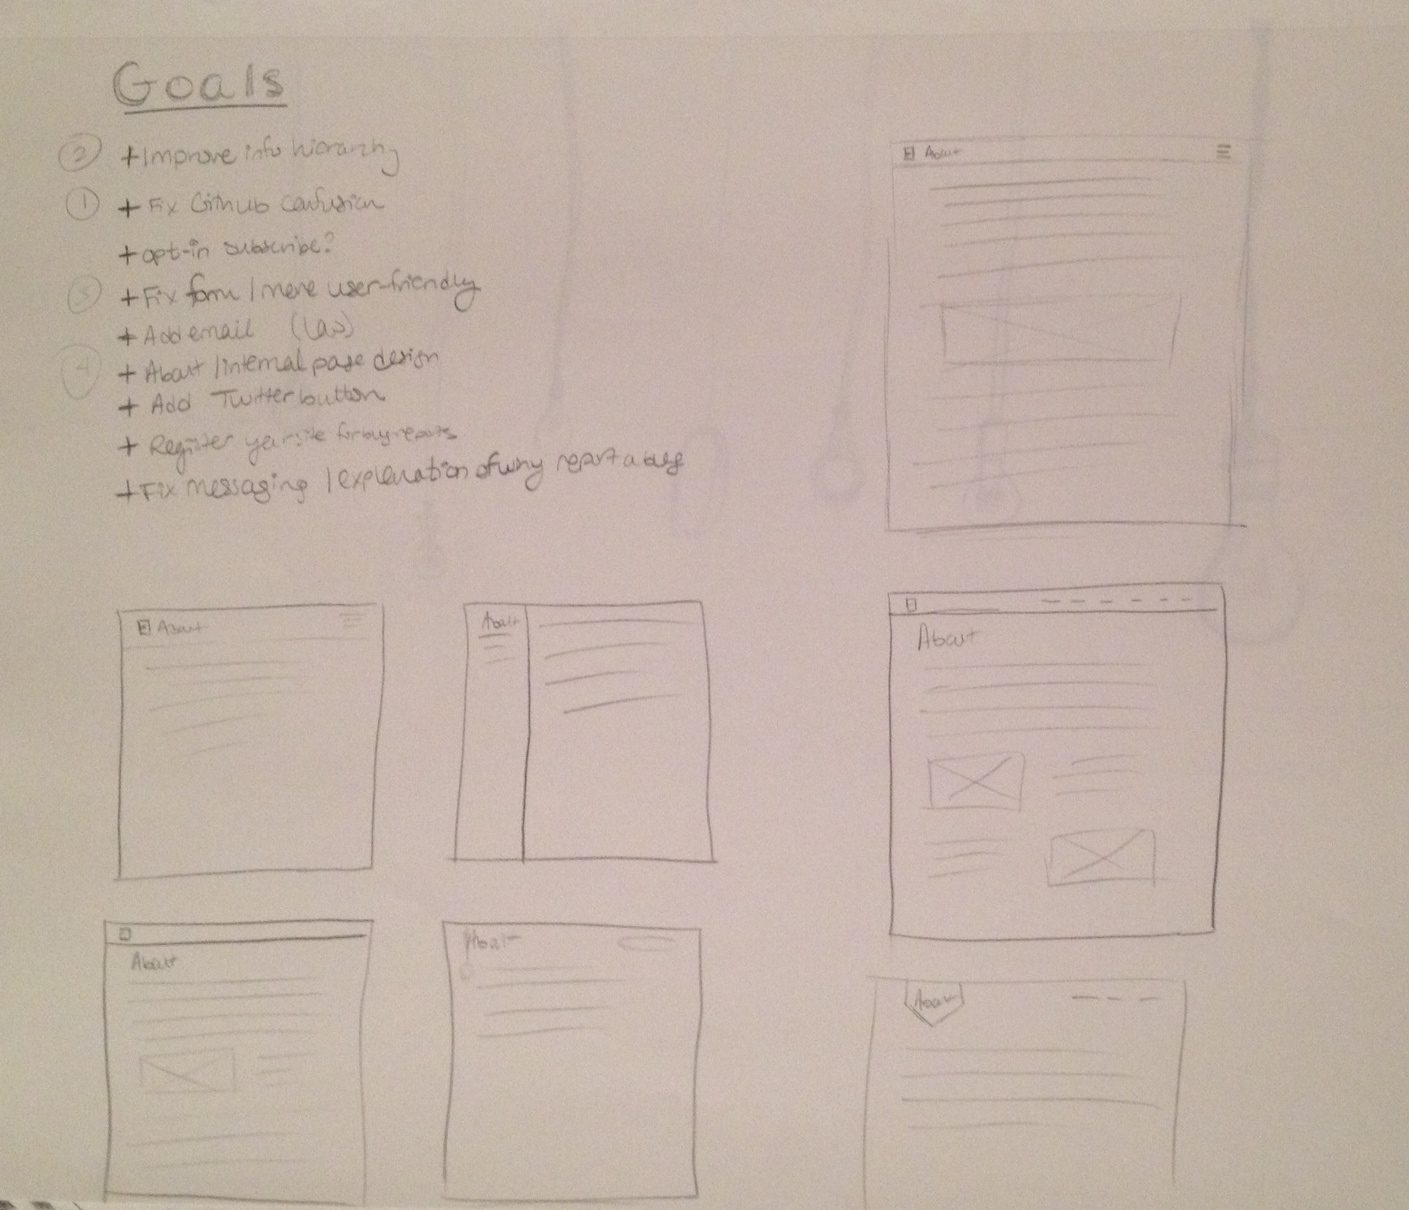 Goals
② + Improve info hierarchy
① + Fix Github confusion
+ opt-in subscribe?
③ + Fix form / more user-friendly
+ Add email
④ + About / internal page design
+ Add Twitter button
+ Register your site for bug reports
+ Fix messaging / explanation of why report a bug
About
About
About
About
About
About
About